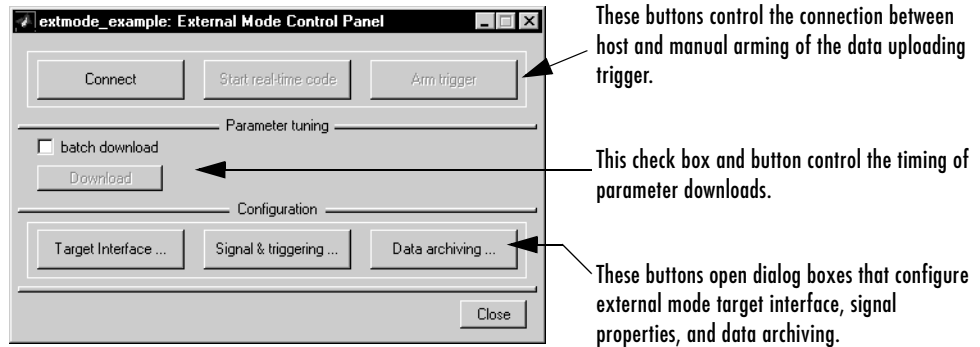 extmode_example: External Mode Control Panel
These buttons control the connection between
host and manual arming of the data uploading
trigger.
Connect
Start real-time code
Arm trigger
Parameter tuning
batch download
Download
This check box and button control the timing of
parameter downloads.
Configuration
Target Interface ...
Signal & triggering ...
Data archiving ...
These buttons open dialog boxes that configure
external mode target interface, signal
properties, and data archiving.
Close